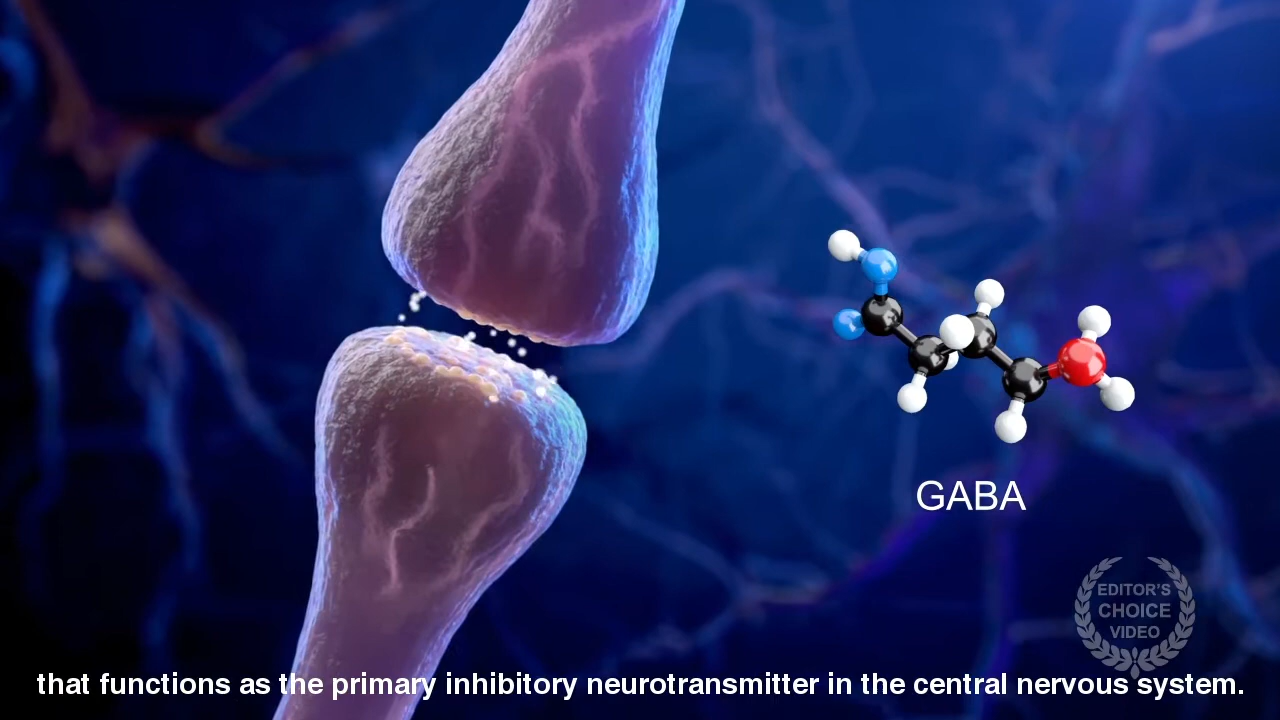 GABA
EDITOR'S
CHOICE
VIDEO
that functions as the primary inhibitory neurotransmitter in the central nervous system.